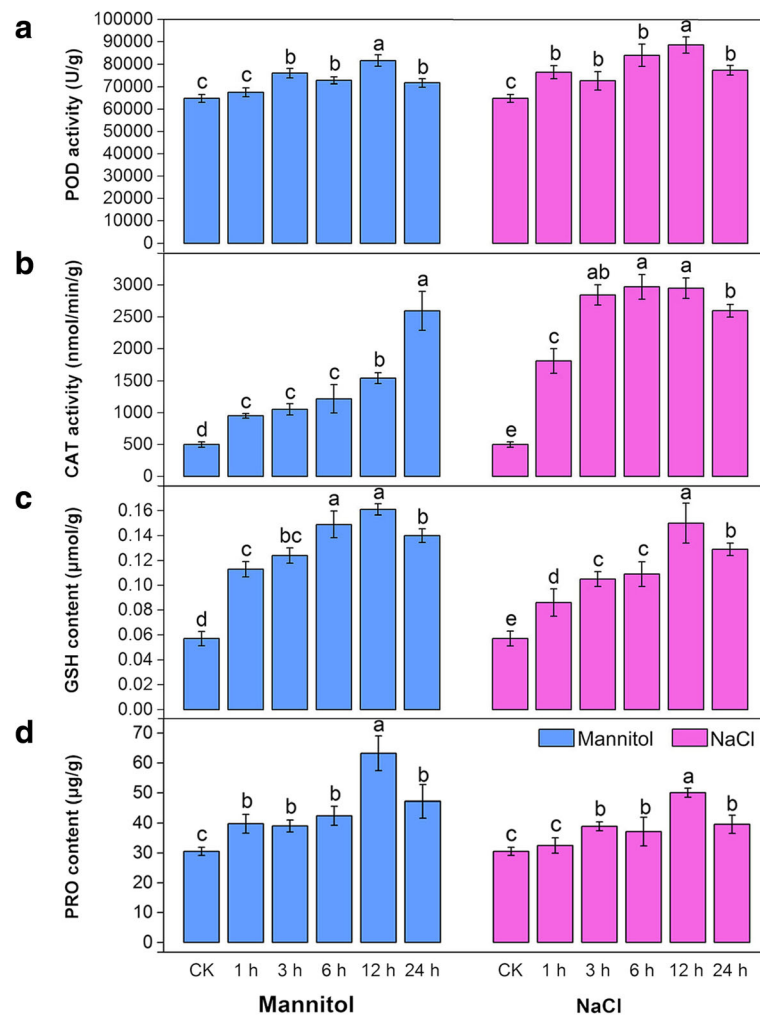 a
POD activity (U/g)
100000
90000
80000
70000
60000
50000
40000
30000
20000
10000
0
c c b b a b
c b b b a b
b
CAT activity (nmol/min/g)
3000
2500
2000
1500
1000
500
0
d c c c b a
e c ab a a b
c
GSH content (μmol/g)
0.16
0.14
0.12
0.10
0.08
0.06
0.04
0.02
0.00
d c bc a a b
e d c c a b
d
PRO content (μg/g)
70
60
50
40
30
20
10
0
Mannitol NaCl
c b b b a b
c c b b a b
CK 1 h 3 h 6 h 12 h 24 h CK 1 h 3 h 6 h 12 h 24 h
Mannitol NaCl